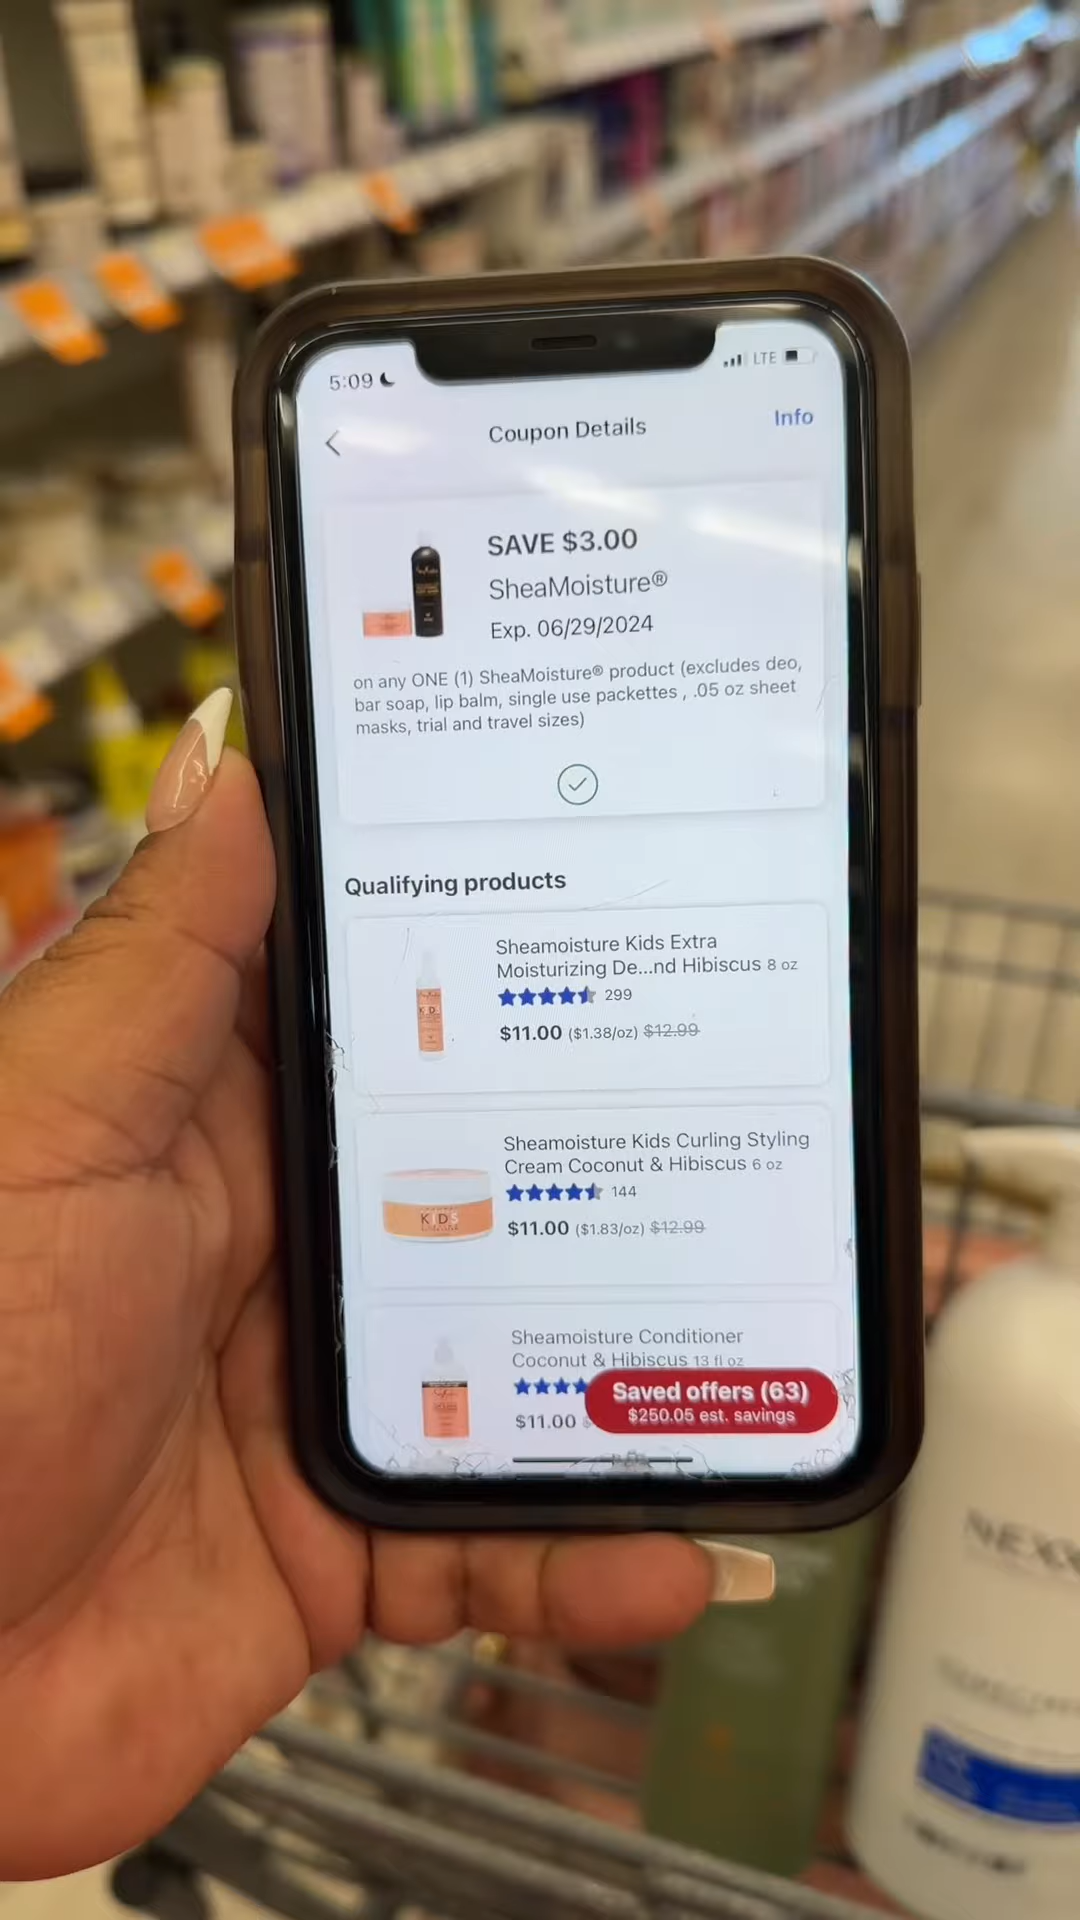 5:09
LTE
Coupon Details
Info
SAVE $3.00
SheaMoisture®
Exp. 06/29/2024
on any ONE (1) SheaMoisture® product (excludes deo,
bar soap, lip balm, single use packettes , .05 oz sheet
masks, trial and travel sizes)
Qualifying products
Sheamoisture Kids Extra
Moisturizing De...nd Hibiscus 8 oz
299
$11.00 ($1.38/oz) $12.99
KIDS
Sheamoisture Kids Curling Styling
Cream Coconut & Hibiscus 6 oz
144
$11.00 ($1.83/oz) $12.99
Sheamoisture Conditioner
Coconut & Hibiscus 13 fl oz
$11.00
Saved offers (63)
$250.05 est. savings